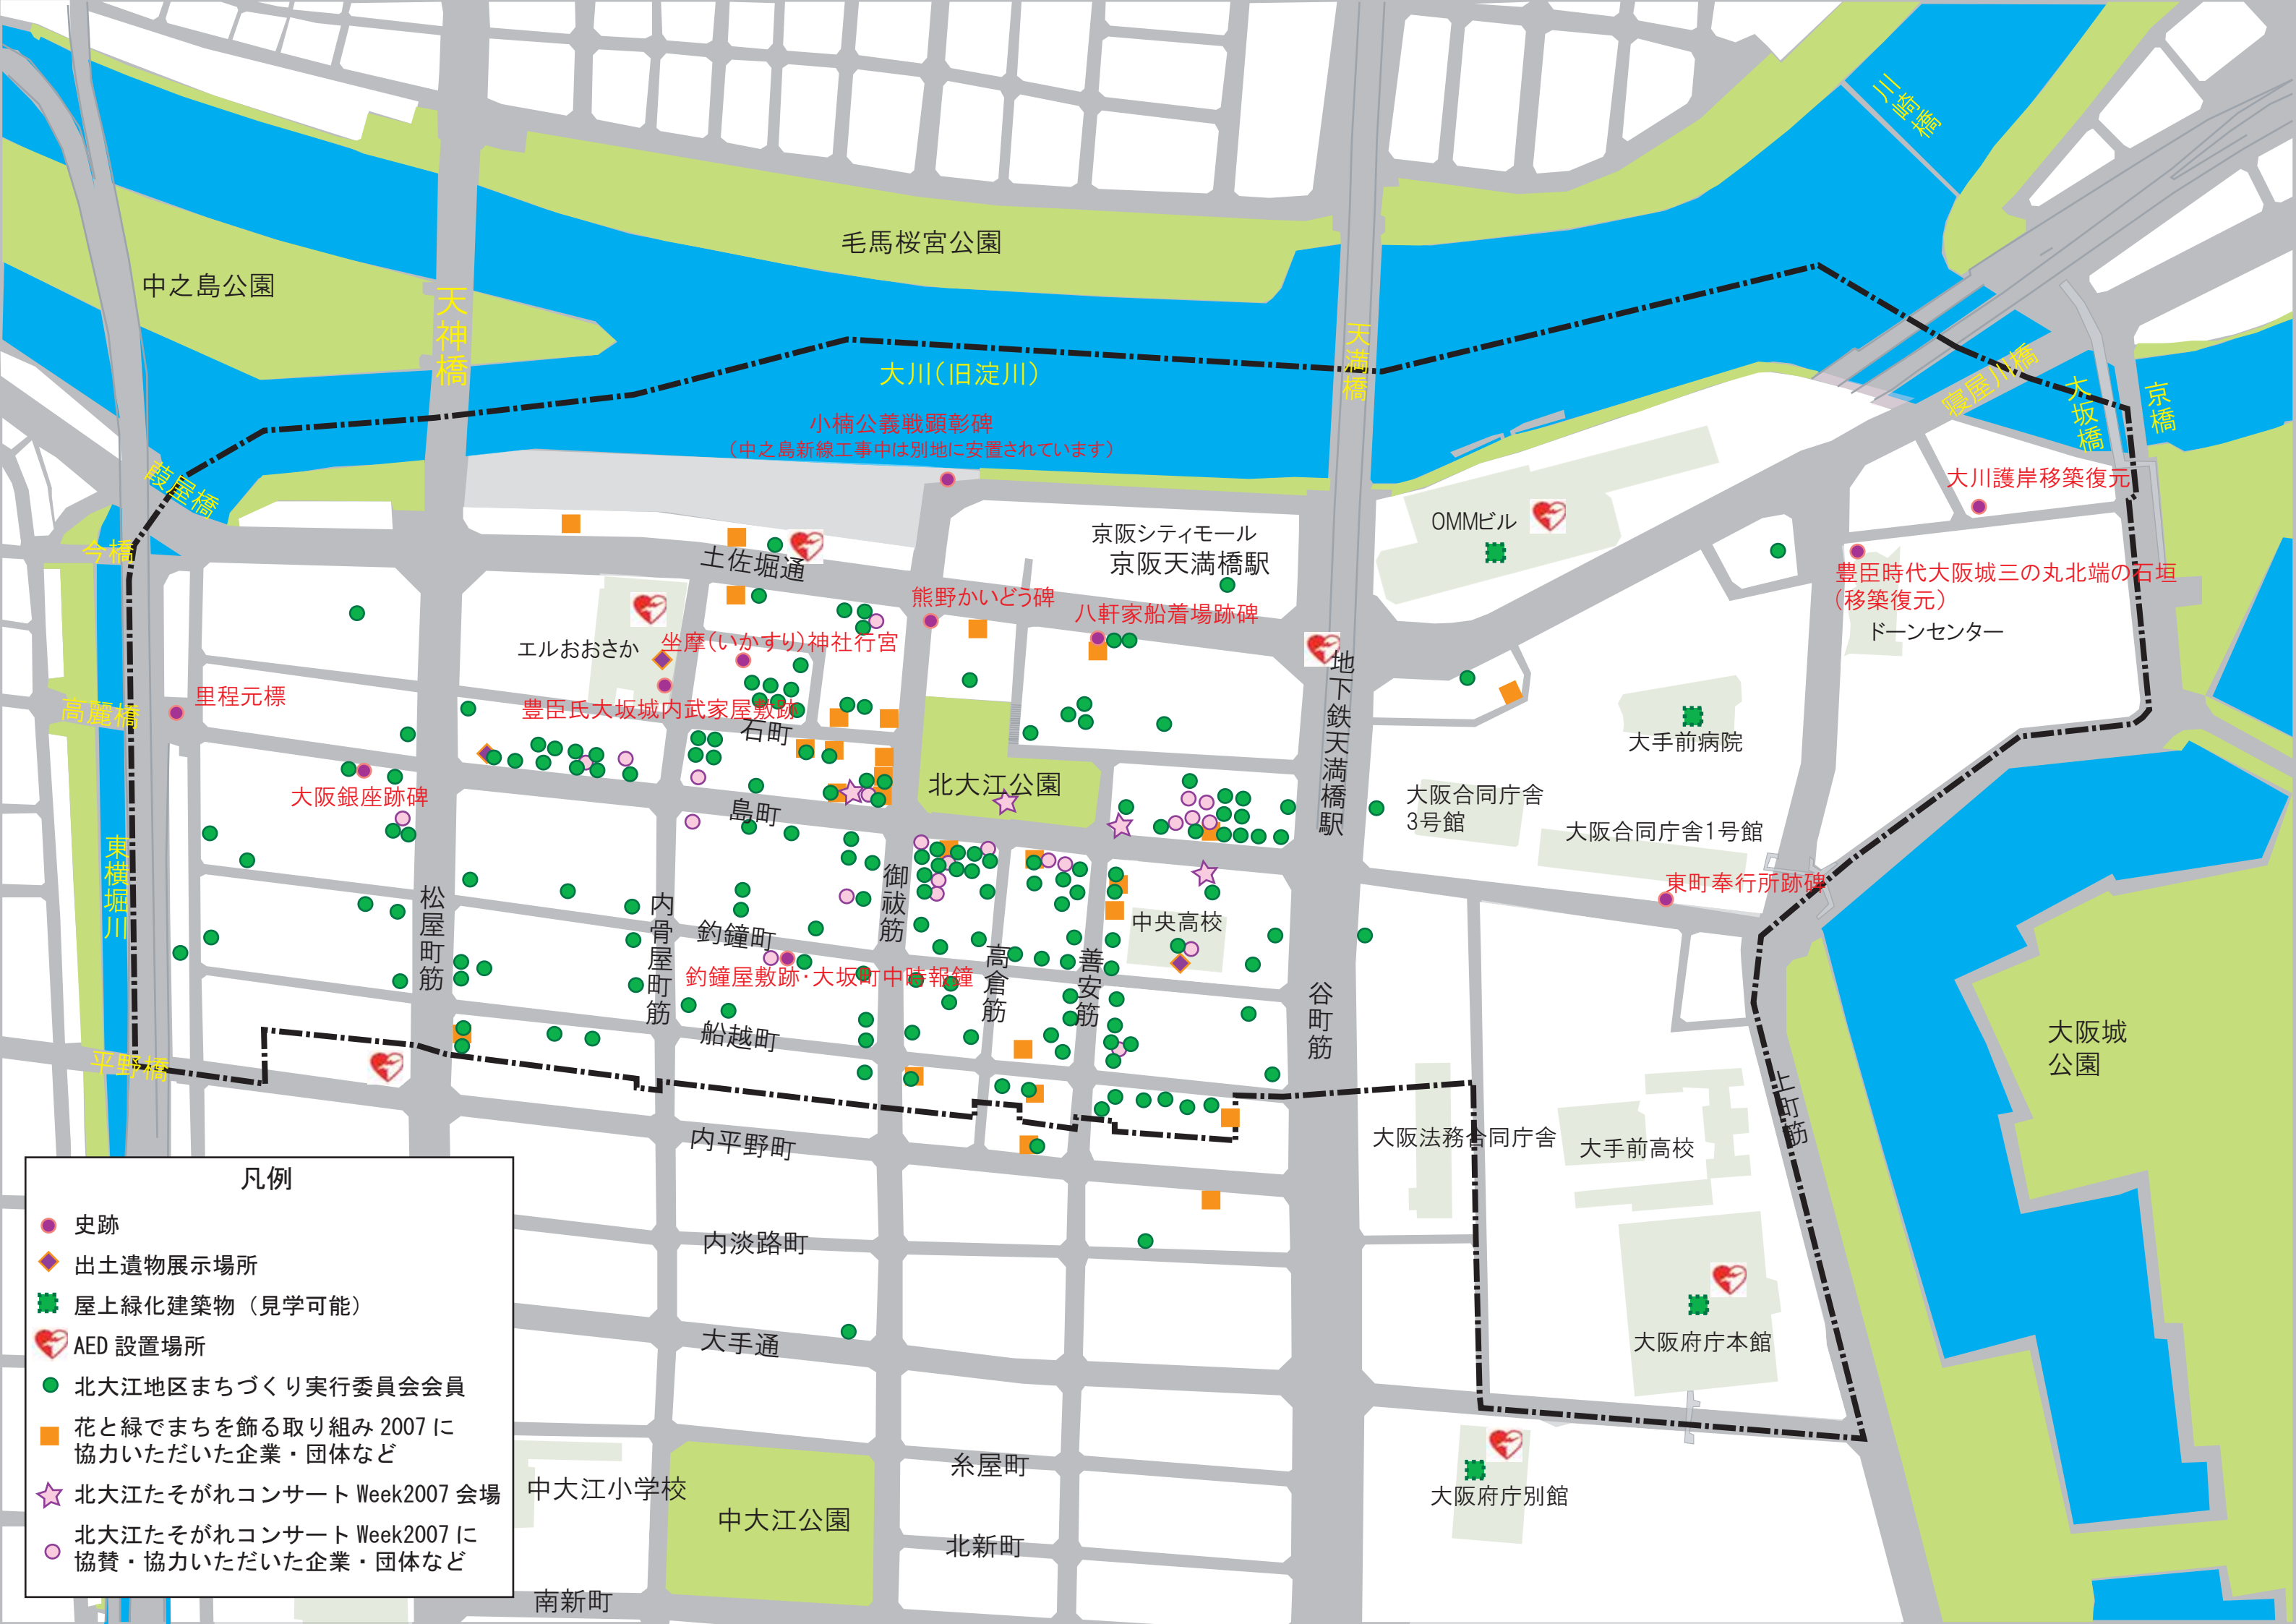 川崎橋
毛馬桜宮公園
中之島公園
天神橋
天満橋
大川(旧淀川)
寝屋川橋
大坂橋
京橋
小楠公義戦顕彰碑
(中之島新線工事中は別地に安置されています)
葭屋橋
今橋
大川護岸移築復元
OMMビル
京阪シティモール
京阪天満橋駅
土佐堀通
豊臣時代大阪城三の丸北端の石垣
(移築復元)
ドーンセンター
熊野かいどう碑
八軒家船着場跡碑
エルおおさか
坐摩(いかすり)神社行宮
地下鉄天満橋駅
里程元標
高麗橋
豊臣氏大坂城内武家屋敷跡
石町
大手前病院
北大江公園
大阪銀座跡碑
島町
大阪合同庁舎
3号館
大阪合同庁舎1号館
東横堀川
東町奉行所跡碑
松屋町筋
内骨屋町筋
御祓筋
釣鐘町
中央高校
高倉筋
善安筋
釣鐘屋敷跡・大坂町中時報鐘
谷町筋
船越町
平野橋
大阪城
公園
上町筋
内平野町
大阪法務合同庁舎
大手前高校
内淡路町
大手通
大阪府庁本館
糸屋町
中大江小学校
中大江公園
大阪府庁別館
北新町
南新町
凡例
史跡
出土遺物展示場所
屋上緑化建築物(見学可能)
AED 設置場所
北大江地区まちづくり実行委員会会員
花と緑でまちを飾る取り組み 2007 に
協力いただいた企業・団体など
北大江たそがれコンサート Week2007 会場
北大江たそがれコンサート Week2007 に
協賛・協力いただいた企業・団体など